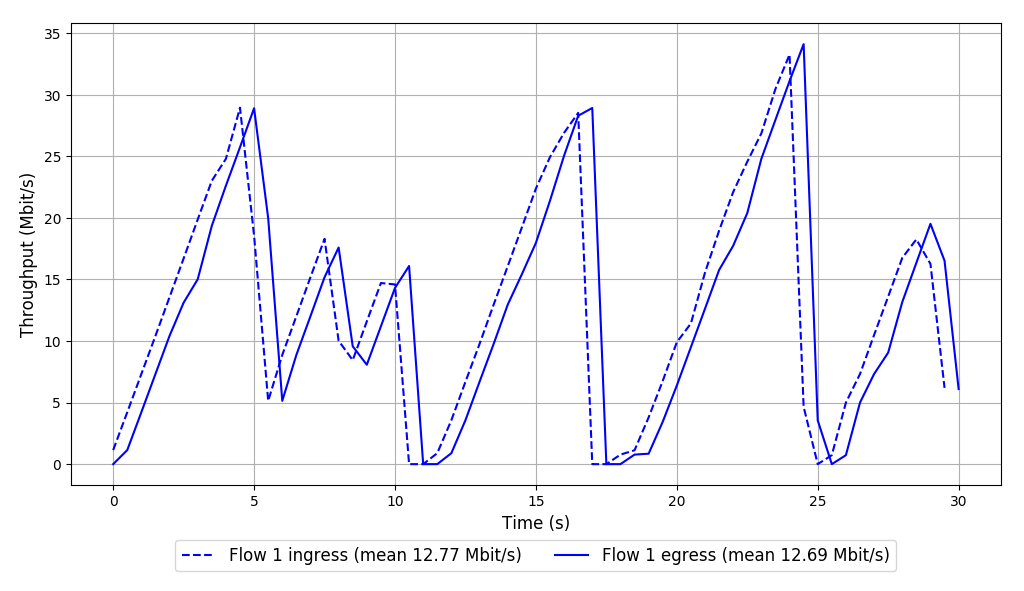 35
30
25
20
15
10
5
0
Throughput (Mbit/s)
0 5 10 15 20 25 30
Time (s)
Flow 1 ingress (mean 12.77 Mbit/s) Flow 1 egress (mean 12.69 Mbit/s)